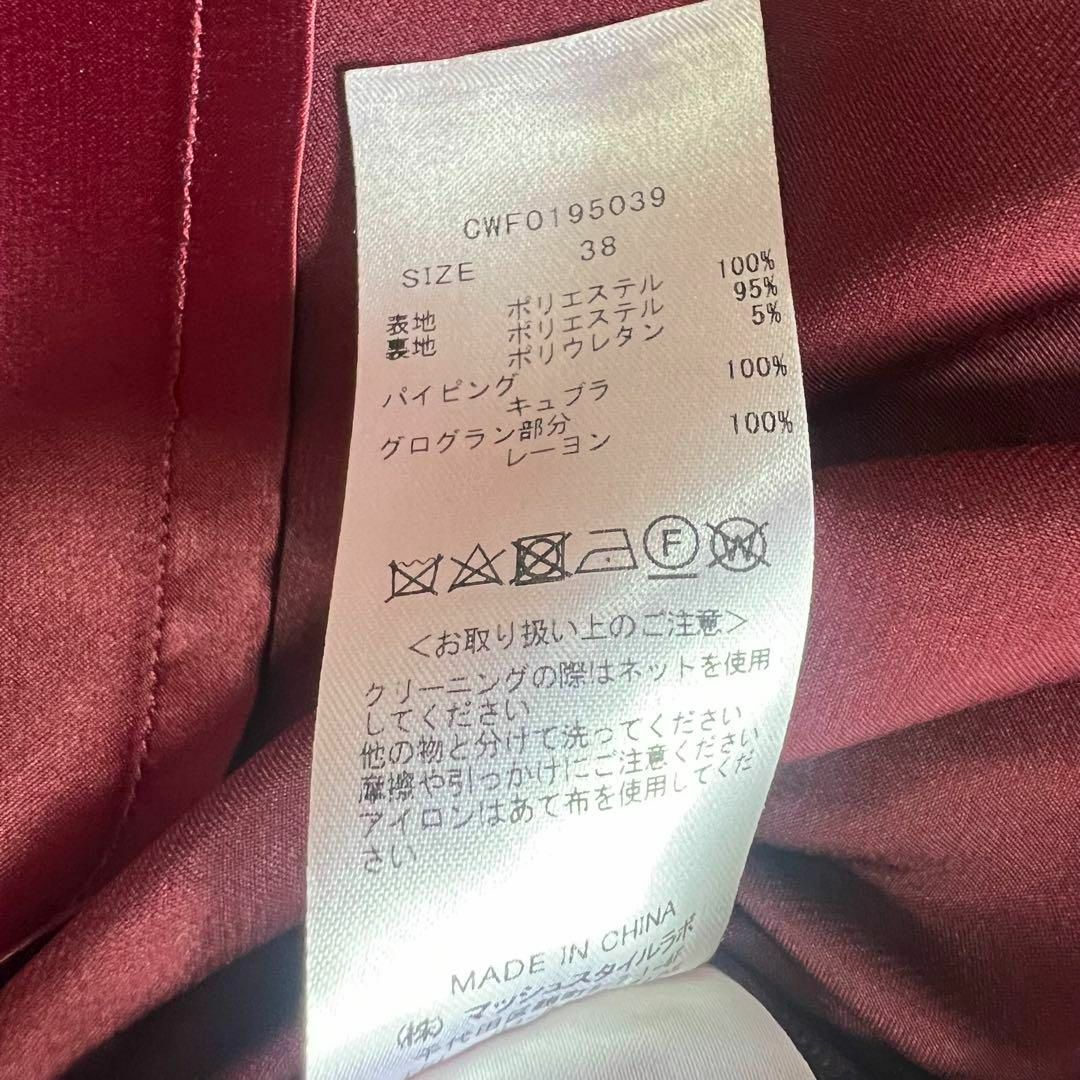 CWF0195039
SIZE 38
表地 ポリエステル 100%
裏地 ポリエステル 95%
ポリウレタン 5%
パイピング
キュプラ 100%
グログラン部分
レーヨン 100%
F W
<お取り扱い上のご注意>
クリーニングの際はネットを使用
してください
他の物と分けて洗ってください
摩擦や引っかけにご注意ください
アイロンはあて布を使用してくだ
さい
MADE IN CHINA
(株)マッシュスタイルラボ
千代田区麹町